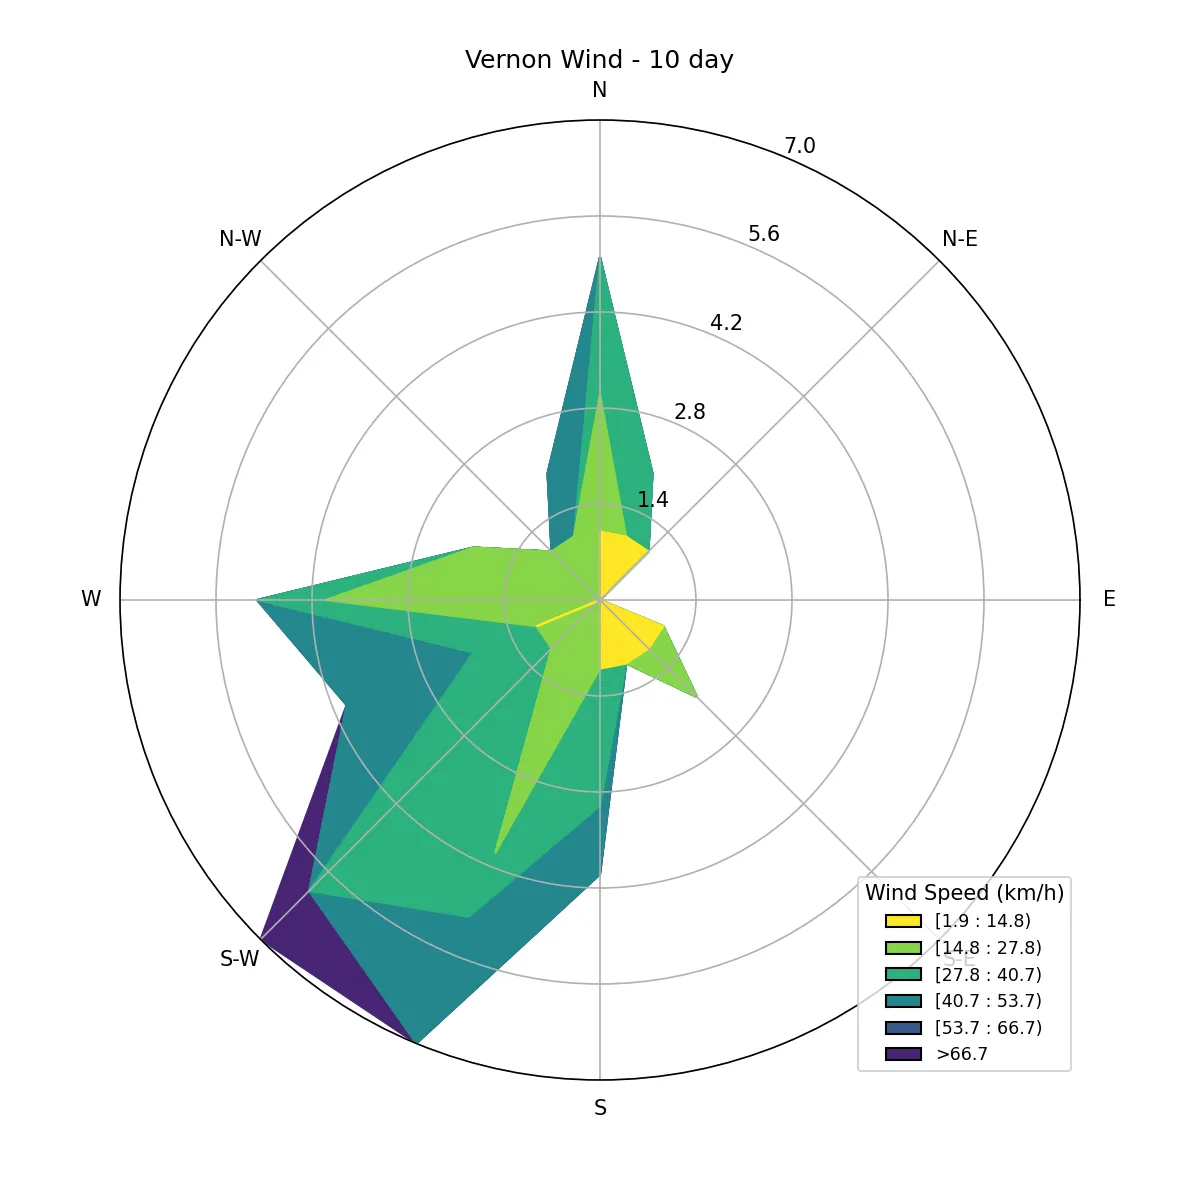 Vernon Wind - 10 day
N
7.0
N-W
5.6
N-E
4.2
2.8
1.4
W
E
S-W
S-E
S
Wind Speed (km/h)
[1.9 : 14.8)
[14.8 : 27.8)
[27.8 : 40.7)
[40.7 : 53.7)
[53.7 : 66.7)
>66.7